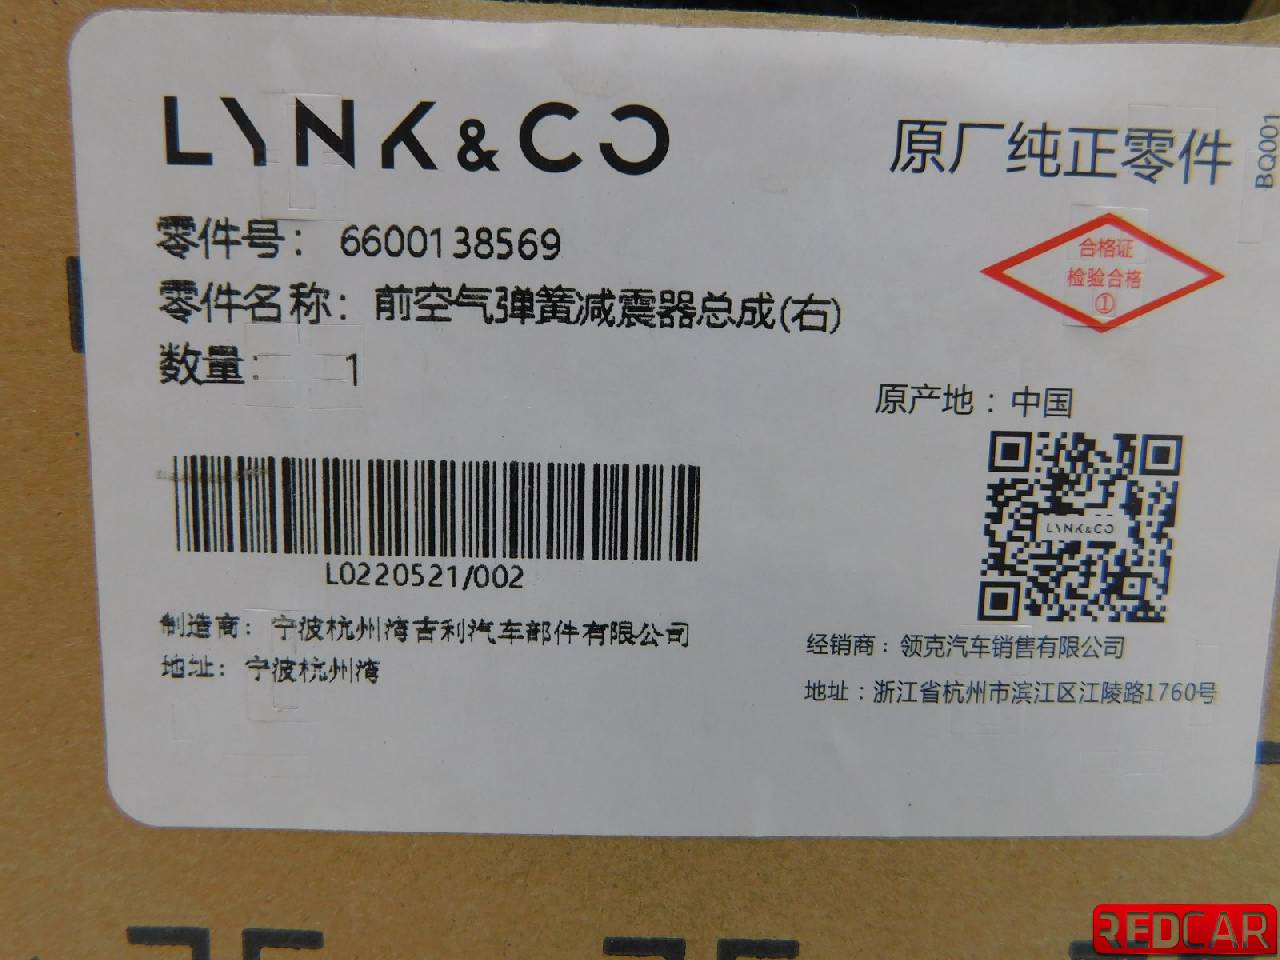 LYNK&CO
原厂纯正零件
BQ001
零件号： 6600138569
零件名称： 前空气弹簧减震器总成(右)
数量： 1
合格证
检验合格
①
原产地：中国
LYNK&CO
L0220521/002
制造商： 宁波杭州湾吉利汽车部件有限公司
地址： 宁波杭州湾
经销商：领克汽车销售有限公司
地址：浙江省杭州市滨江区江陵路1760号
REDCAR